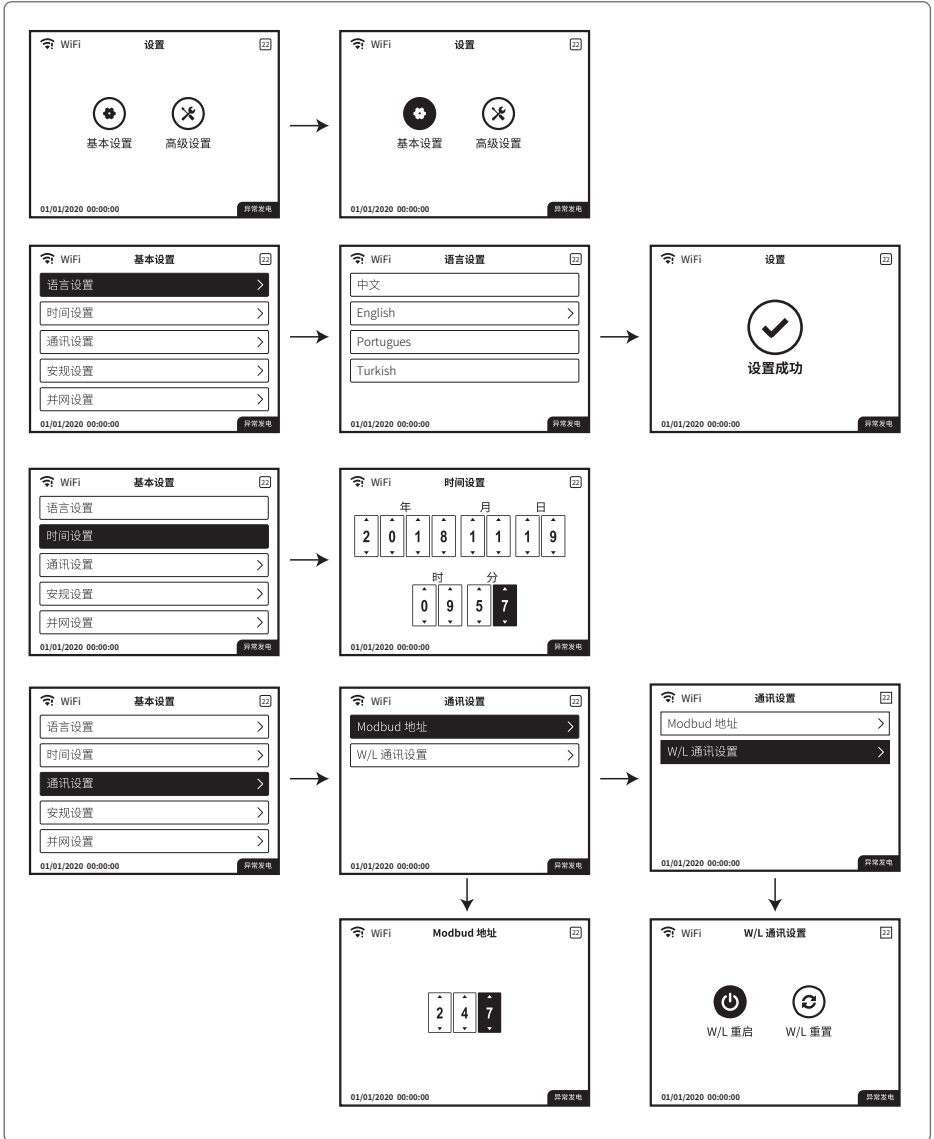 WiFi 设置 22
基本设置 高级设置
01/01/2020 00:00:00 异常发电
WiFi 设置 22
基本设置 高级设置
01/01/2020 00:00:00 异常发电
WiFi 基本设置 22
语言设置
时间设置
通讯设置
安规设置
并网设置
01/01/2020 00:00:00 异常发电
WiFi 语言设置 22
中文
English
Portugues
Turkish
01/01/2020 00:00:00 异常发电
WiFi 设置 22
设置成功
01/01/2020 00:00:00 异常发电
WiFi 基本设置 22
语言设置
时间设置
通讯设置
安规设置
并网设置
01/01/2020 00:00:00 异常发电
WiFi 时间设置 22
年 月 日
2 0 1 8 1 1 1 9
时 分
0 9 5 7
01/01/2020 00:00:00 异常发电
WiFi 基本设置 22
语言设置
时间设置
通讯设置
安规设置
并网设置
01/01/2020 00:00:00 异常发电
WiFi 通讯设置 22
Modbud 地址
W/L 通讯设置
01/01/2020 00:00:00 异常发电
WiFi 通讯设置 22
Modbud 地址
W/L 通讯设置
01/01/2020 00:00:00 异常发电
WiFi Modbud 地址 22
2 4 7
01/01/2020 00:00:00 异常发电
WiFi W/L 通讯设置 22
W/L 重启 W/L 重置
01/01/2020 00:00:00 异常发电